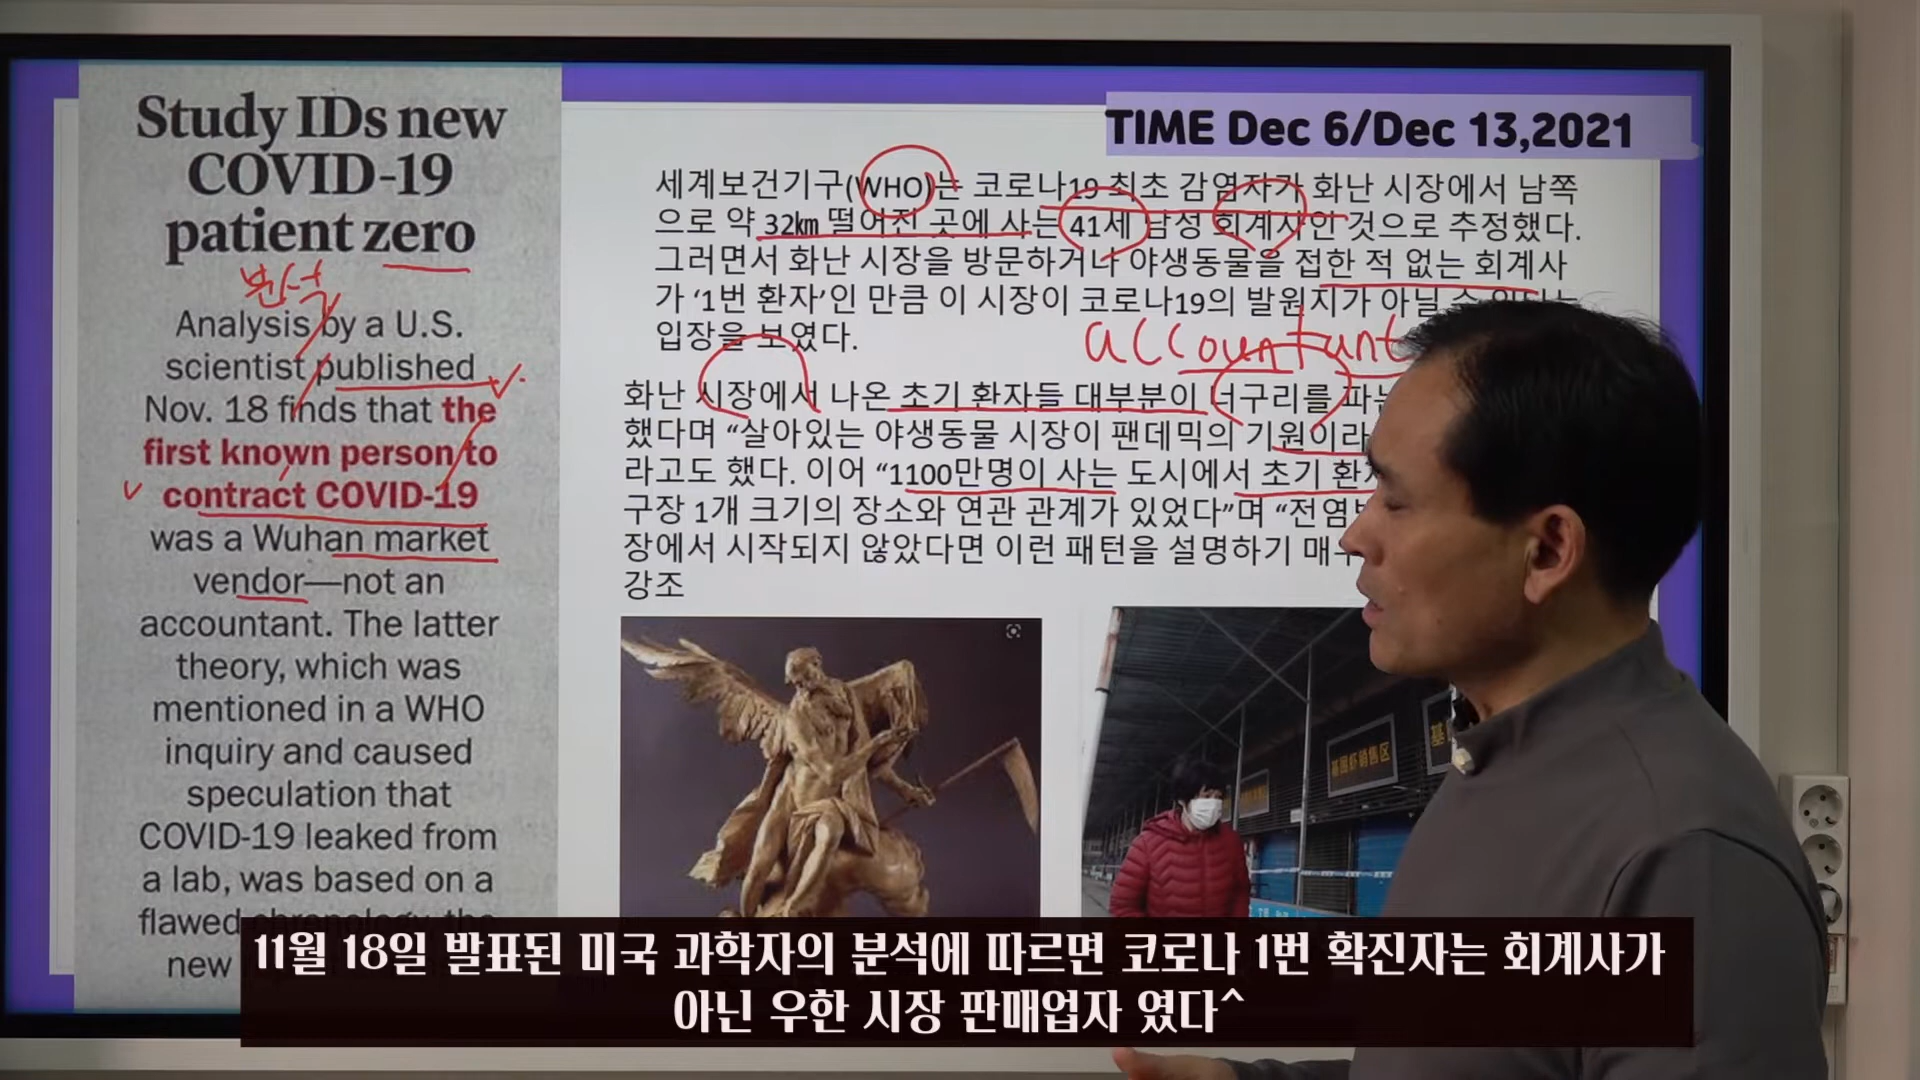 Study IDs new
COVID-19
patient zero
분석
Analysis by a U.S.
scientist published
Nov. 18 finds that the
first known person to
contract COVID-19
was a Wuhan market
vendor—not an
accountant. The latter
theory, which was
mentioned in a WHO
inquiry and caused
speculation that
COVID-19 leaked from
a lab, was based on a
flawed chronology, the
new
TIME Dec 6/Dec 13,2021
세계보건기구(WHO)는 코로나19 최초 감염자가 화난 시장에서 남쪽
으로 약 32㎞ 떨어진 곳에 사는 41세 남성 회계사인 것으로 추정했다.
그러면서 화난 시장을 방문하거나 야생동물을 접한 적 없는 회계사
가 ‘1번 환자’인 만큼 이 시장이 코로나19의 발원지가 아닐 수
입장을 보였다.
accountant
화난 시장에서 나온 초기 환자들 대부분이 너구리를 파는
했다며 “살아있는 야생동물 시장이 팬데믹의 기원이라
라고도 했다. 이어 “1100만명이 사는 도시에서 초기 환자
구장 1개 크기의 장소와 연관 관계가 있었다”며 “전염병
장에서 시작되지 않았다면 이런 패턴을 설명하기 매우
강조
基围虾销售区
基
11월 18일 발표된 미국 과학자의 분석에 따르면 코로나 1번 확진자는 회계사가
아닌 우한 시장 판매업자 였다^